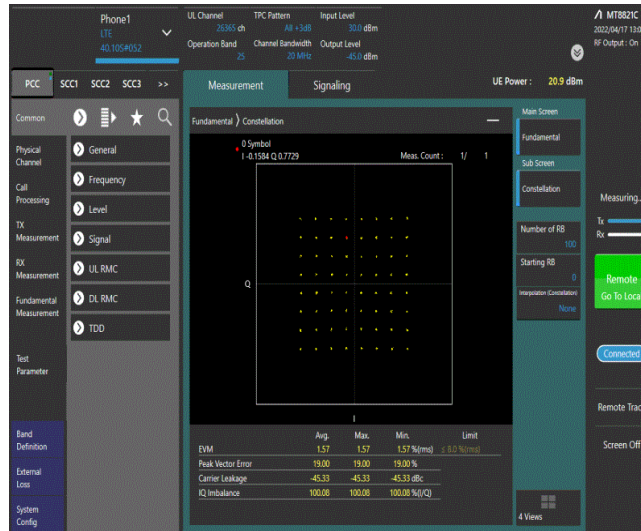 Phone1
LTE
40.105#052
UL Channel
26365 ch
TPC Pattern
Alt +3dB
Input Level
30.0 dBm
Operation Band
25
Channel Bandwidth
20 MHz
Output Level
-45.0 dBm
MT8821C
2022/04/17 13:0
RF Output : On
PCC
SCC1
SCC2
SCC3
>>
Measurement
Signaling
UE Power :
20.9 dBm
Common
Physical
Channel
Call
Processing
TX
Measurement
RX
Measurement
Fundamental
Measurement
Test
Parameter
Band
Definition
External
Loss
System
Config
General
Frequency
Level
Signal
UL RMC
DL RMC
TDD
Fundamental
Constellation
0 Symbol
I -0.1584 Q 0.7729
Meas. Count :
1/
1
Q
I
Avg.
Max.
Min.
Limit
EVM
1.57
1.57
1.57 %(rms)
≤ 8.0 %(rms)
Peak Vector Error
19.00
19.00
19.00 %
Carrier Leakage
-45.33
-45.33
-45.33 dBc
IQ Imbalance
100.08
100.08
100.08 %(I/Q)
Main Screen
Fundamental
Sub Screen
Constellation
Number of RB
100
Starting RB
0
Interpolation (Constellation)
None
4 Views
Measuring..
Tx
Rx
Remote
Go To Loca
Connected
Remote Trac
Screen Off